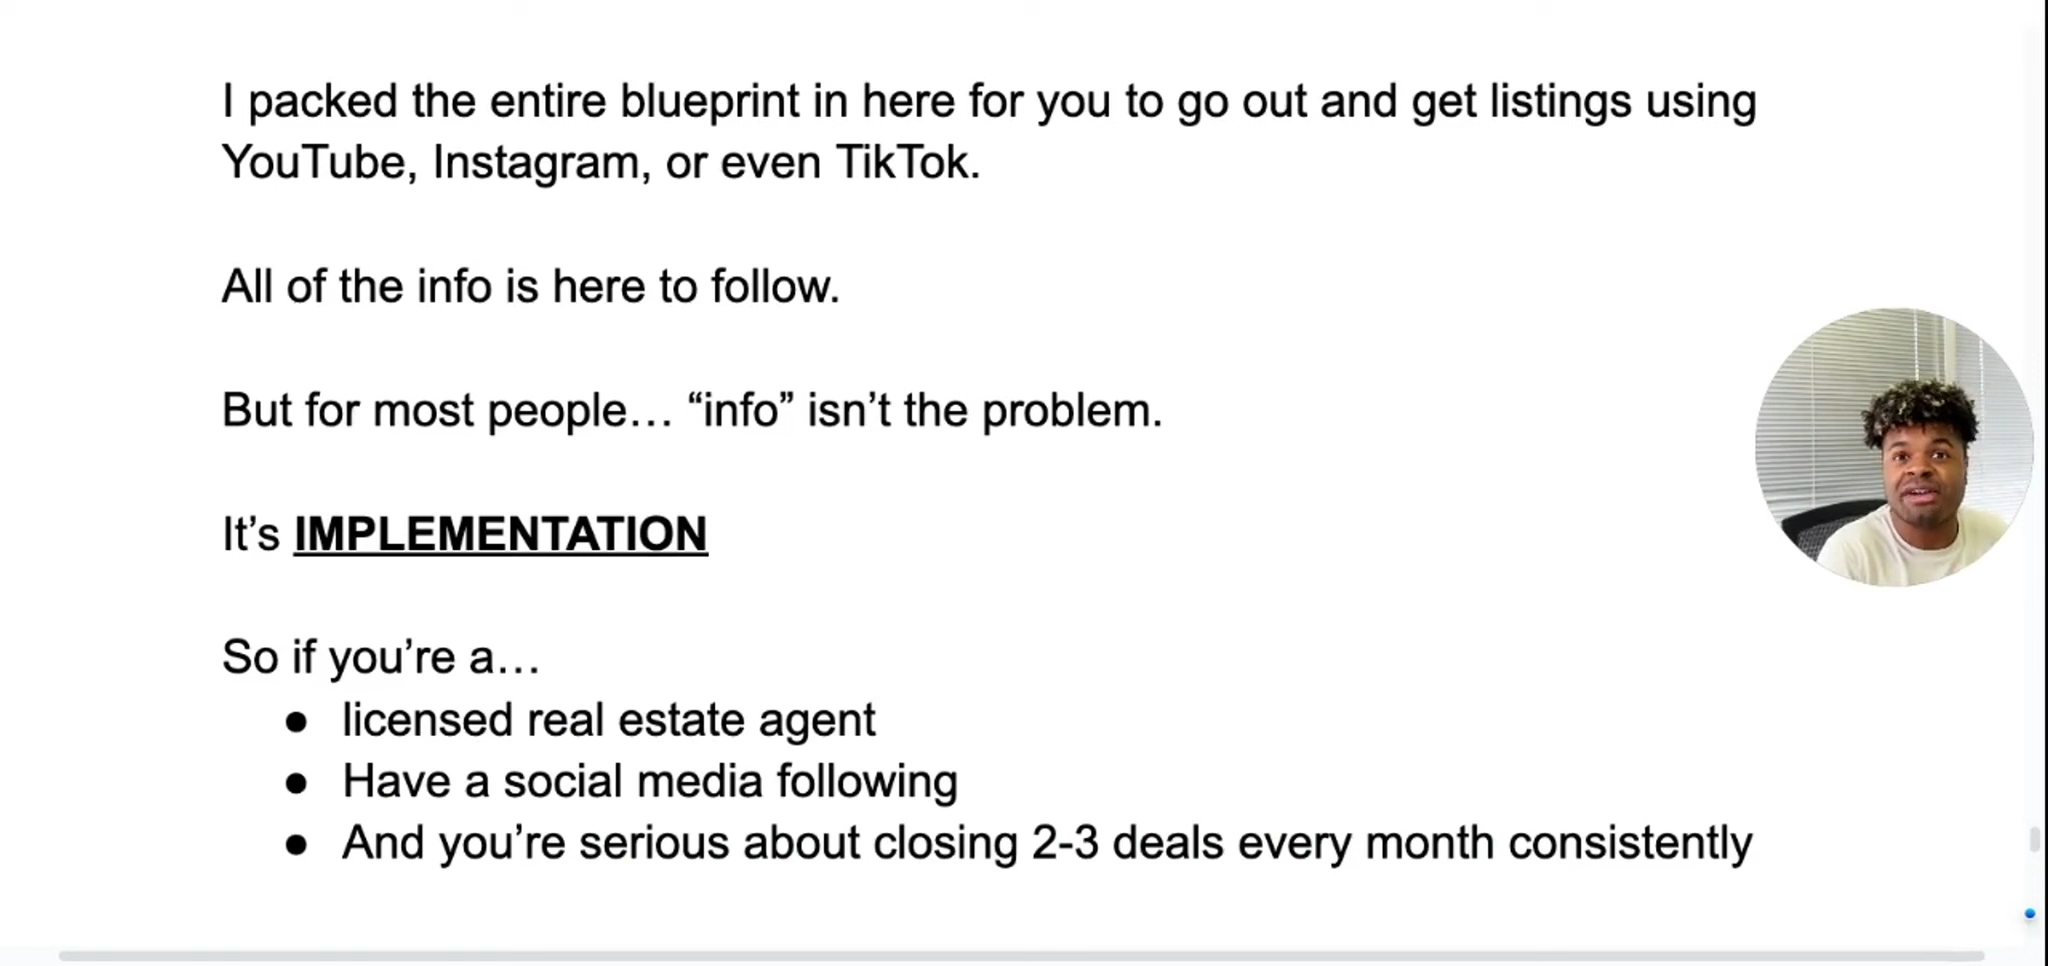 I packed the entire blueprint in here for you to go out and get listings using
YouTube, Instagram, or even TikTok.
All of the info is here to follow.
But for most people… “info” isn’t the problem.
It’s IMPLEMENTATION
So if you’re a…
● licensed real estate agent
● Have a social media following
● And you’re serious about closing 2-3 deals every month consistently